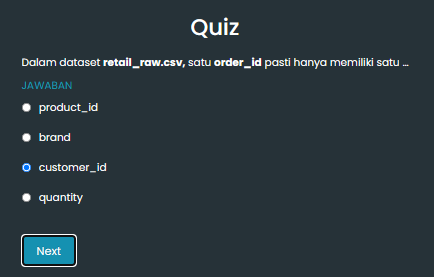 Quiz
Dalam dataset retail_raw.csv, satu order_id pasti hanya memiliki satu ...
JAWABAN
product_id
brand
customer_id
quantity
Next